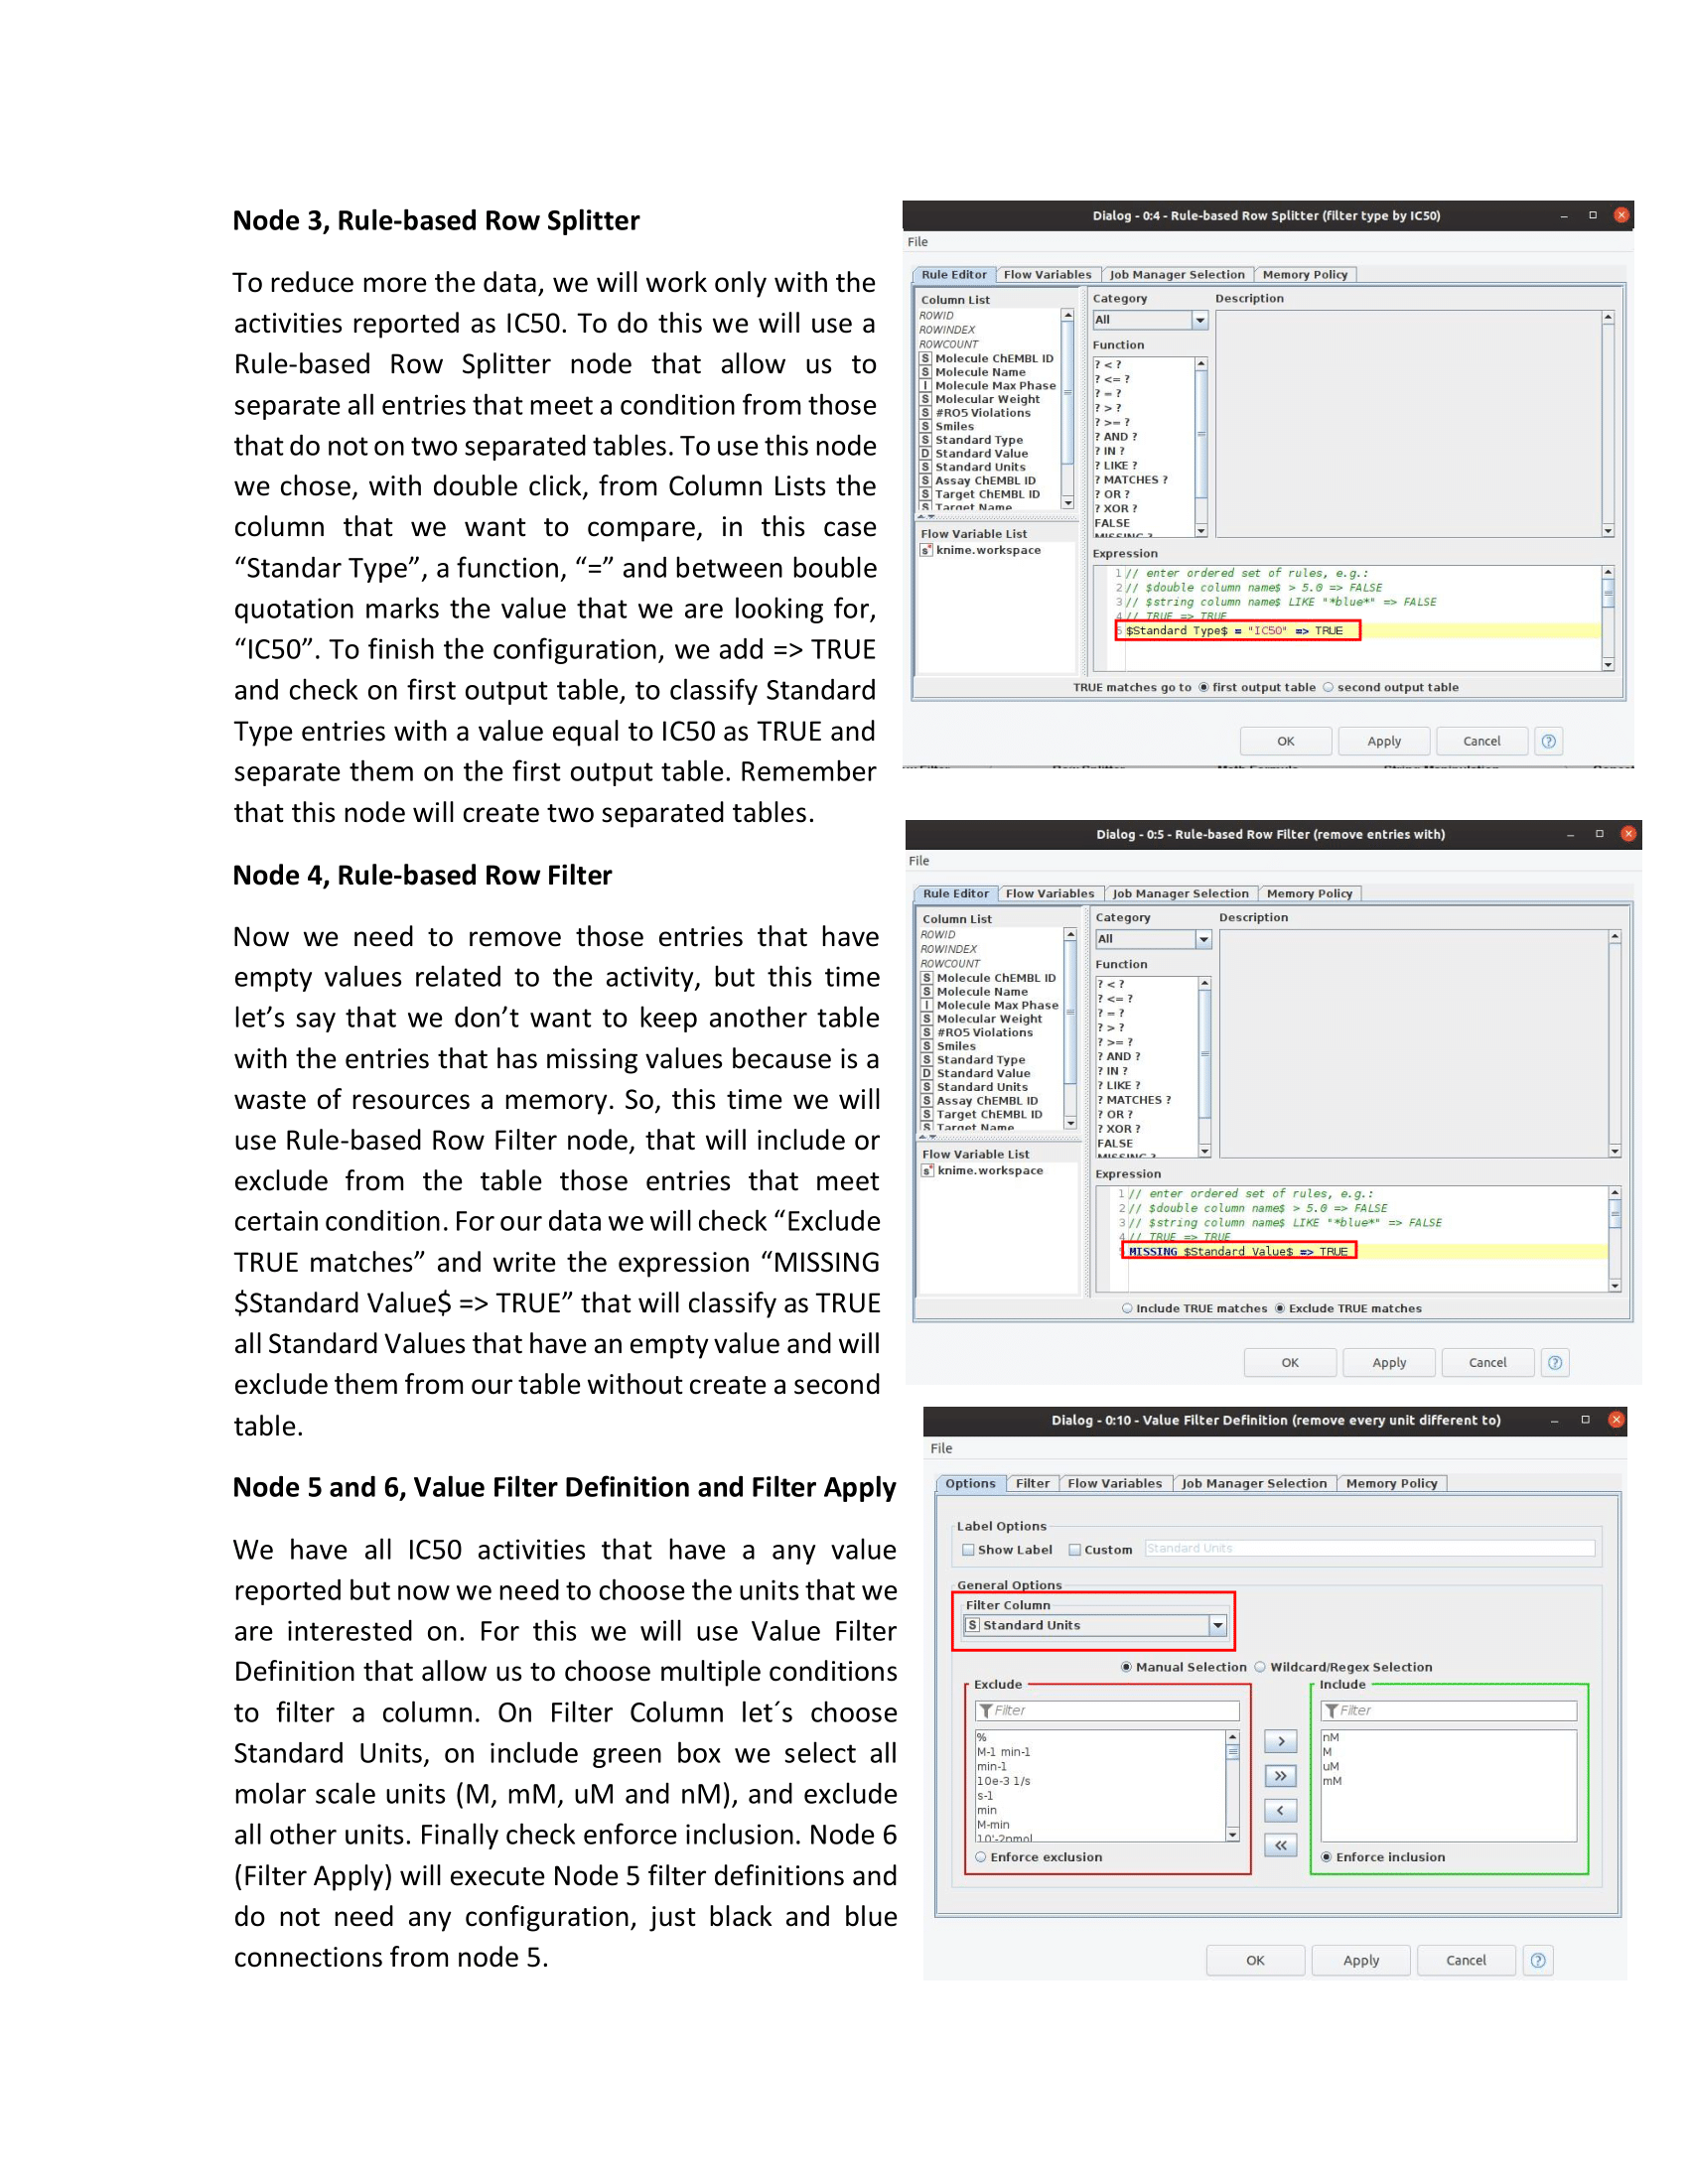 Node 3, Rule-based Row Splitter
To reduce more the data, we will work only with the
activities reported as IC50. To do this we will use a
Rule-based Row Splitter node that allow us to
separate all entries that meet a condition from those
that do not on two separated tables. To use this node
we chose, with double click, from Column Lists the
column that we want to compare, in this case
“Standar Type”, a function, “=” and between bouble
quotation marks the value that we are looking for,
“IC50”. To finish the configuration, we add => TRUE
and check on first output table, to classify Standard
Type entries with a value equal to IC50 as TRUE and
separate them on the first output table. Remember
that this node will create two separated tables.
Node 4, Rule-based Row Filter
Now we need to remove those entries that have
empty values related to the activity, but this time
let’s say that we don’t want to keep another table
with the entries that has missing values because is a
waste of resources a memory. So, this time we will
use Rule-based Row Filter node, that will include or
exclude from the table those entries that meet
certain condition. For our data we will check “Exclude
TRUE matches” and write the expression “MISSING
$Standard Value$ => TRUE” that will classify as TRUE
all Standard Values that have an empty value and will
exclude them from our table without create a second
table.
Node 5 and 6, Value Filter Definition and Filter Apply
We have all IC50 activities that have a any value
reported but now we need to choose the units that we
are interested on. For this we will use Value Filter
Definition that allow us to choose multiple conditions
to filter a column. On Filter Column let´s choose
Standard Units, on include green box we select all
molar scale units (M, mM, uM and nM), and exclude
all other units. Finally check enforce inclusion. Node 6
(Filter Apply) will execute Node 5 filter definitions and
do not need any configuration, just black and blue
connections from node 5.
Dialog - 0:4 - Rule-based Row Splitter (filter type by IC50)
File
Rule Editor Flow Variables Job Manager Selection Memory Policy
Column List
ROWID
ROWINDEX
ROWCOUNT
S Molecule ChEMBL ID
S Molecule Name
I Molecule Max Phase
S Molecular Weight
S #RO5 Violations
S Smiles
S Standard Type
D Standard Value
S Standard Units
S Assay ChEMBL ID
S Target ChEMBL ID
S Target Name
Flow Variable List
s knime.workspace
Category
All
Function
? < ?
? <= ?
? = ?
? > ?
? >= ?
? AND ?
? IN ?
? LIKE ?
? MATCHES ?
? OR ?
? XOR ?
FALSE
MISSING ?
Description
Expression
1 // enter ordered set of rules, e.g.:
2 // $double column name$ > 5.0 => FALSE
3 // $string column name$ LIKE "*blue*" => FALSE
4 // TRUE => TRUE
5 $Standard Type$ = "IC50" => TRUE
TRUE matches go to first output table second output table
OK Apply Cancel ?
Dialog - 0:5 - Rule-based Row Filter (remove entries with)
File
Rule Editor Flow Variables Job Manager Selection Memory Policy
Column List
ROWID
ROWINDEX
ROWCOUNT
S Molecule ChEMBL ID
S Molecule Name
I Molecule Max Phase
S Molecular Weight
S #RO5 Violations
S Smiles
S Standard Type
D Standard Value
S Standard Units
S Assay ChEMBL ID
S Target ChEMBL ID
S Target Name
Flow Variable List
s knime.workspace
Category
All
Function
? < ?
? <= ?
? = ?
? > ?
? >= ?
? AND ?
? IN ?
? LIKE ?
? MATCHES ?
? OR ?
? XOR ?
FALSE
MISSING ?
Description
Expression
1 // enter ordered set of rules, e.g.:
2 // $double column name$ > 5.0 => FALSE
3 // $string column name$ LIKE "*blue*" => FALSE
4 // TRUE => TRUE
MISSING $Standard Value$ => TRUE
Include TRUE matches Exclude TRUE matches
OK Apply Cancel ?
Dialog - 0:10 - Value Filter Definition (remove every unit different to)
File
Options Filter Flow Variables Job Manager Selection Memory Policy
Label Options
Show Label Custom Standard Units
General Options
Filter Column
S Standard Units
Manual Selection Wildcard/Regex Selection
Exclude
Filter
%
M-1 min-1
min-1
10e-3 1/s
s-1
min
M-min
10'-2pmol
Enforce exclusion
>
>>
<
<<
Include
Filter
nM
M
uM
mM
Enforce inclusion
OK Apply Cancel ?